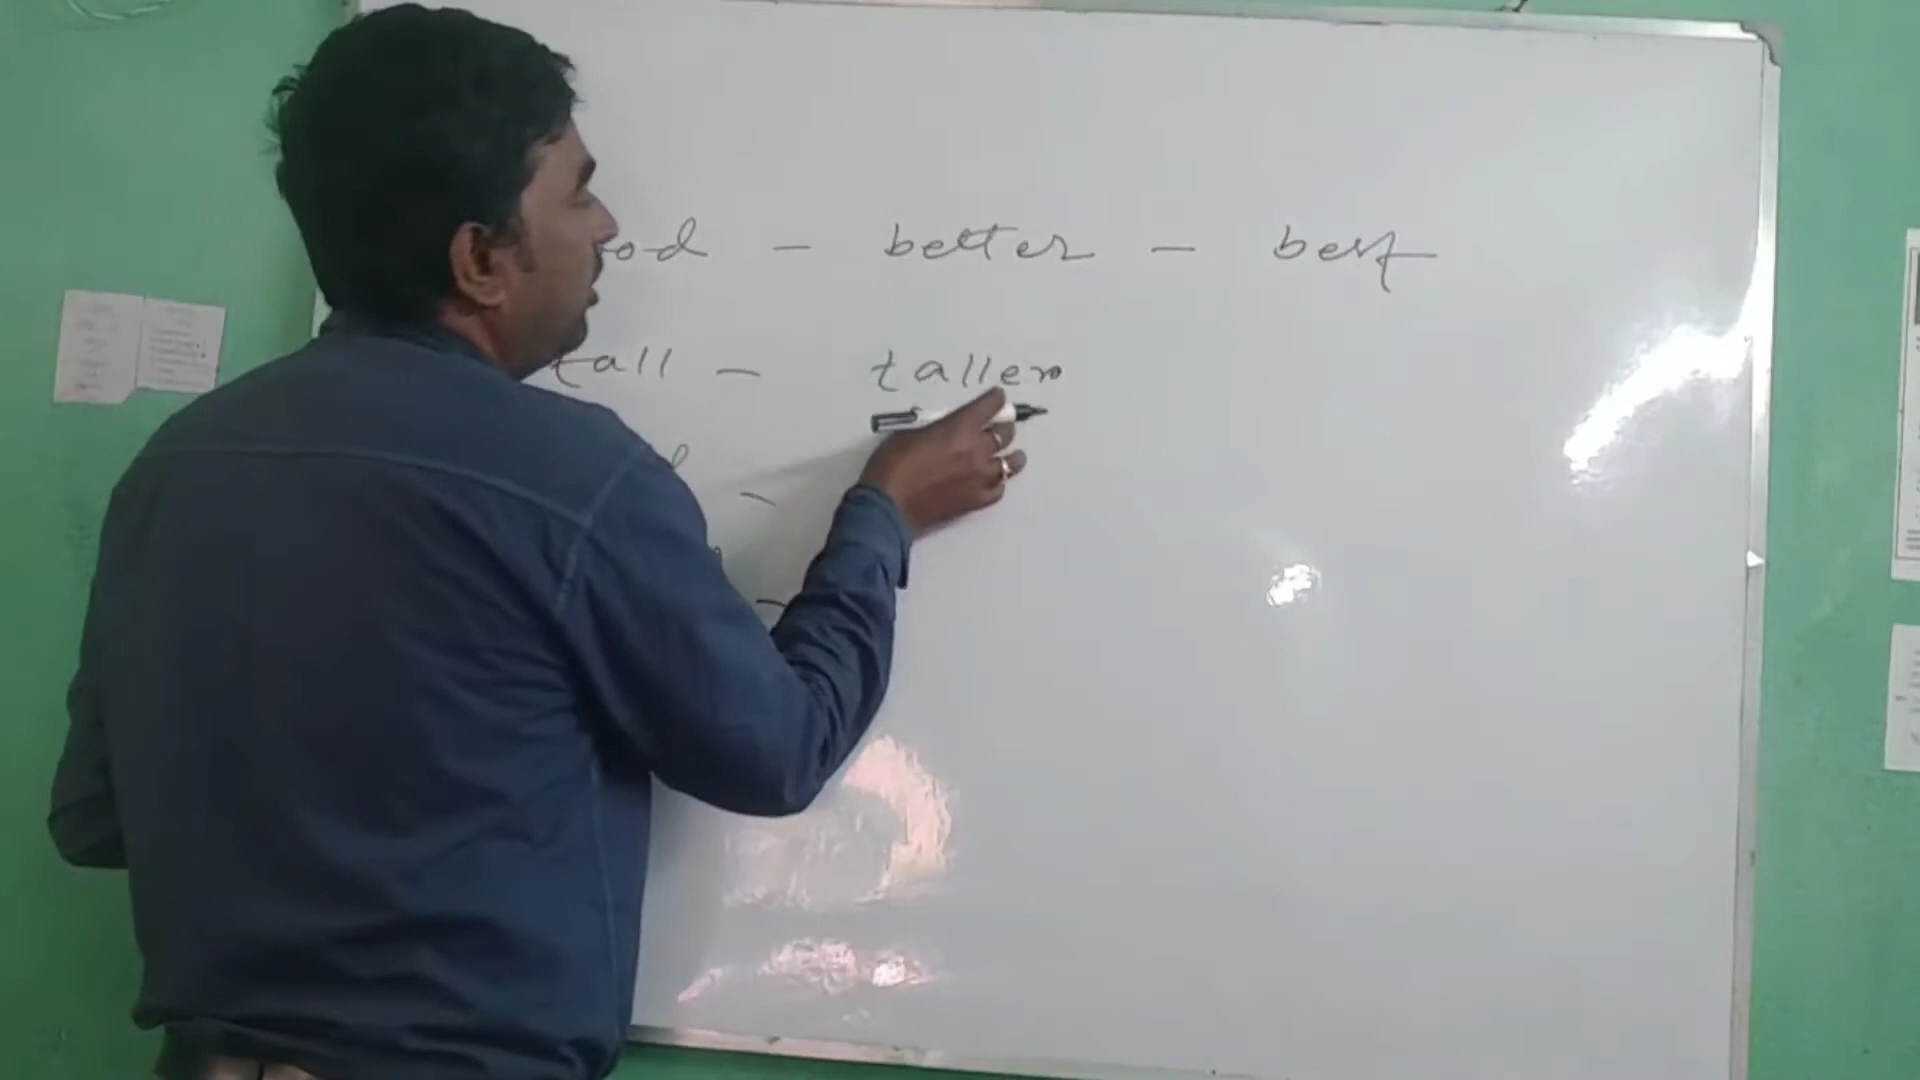 ood - better - best
tall - taller
-
-